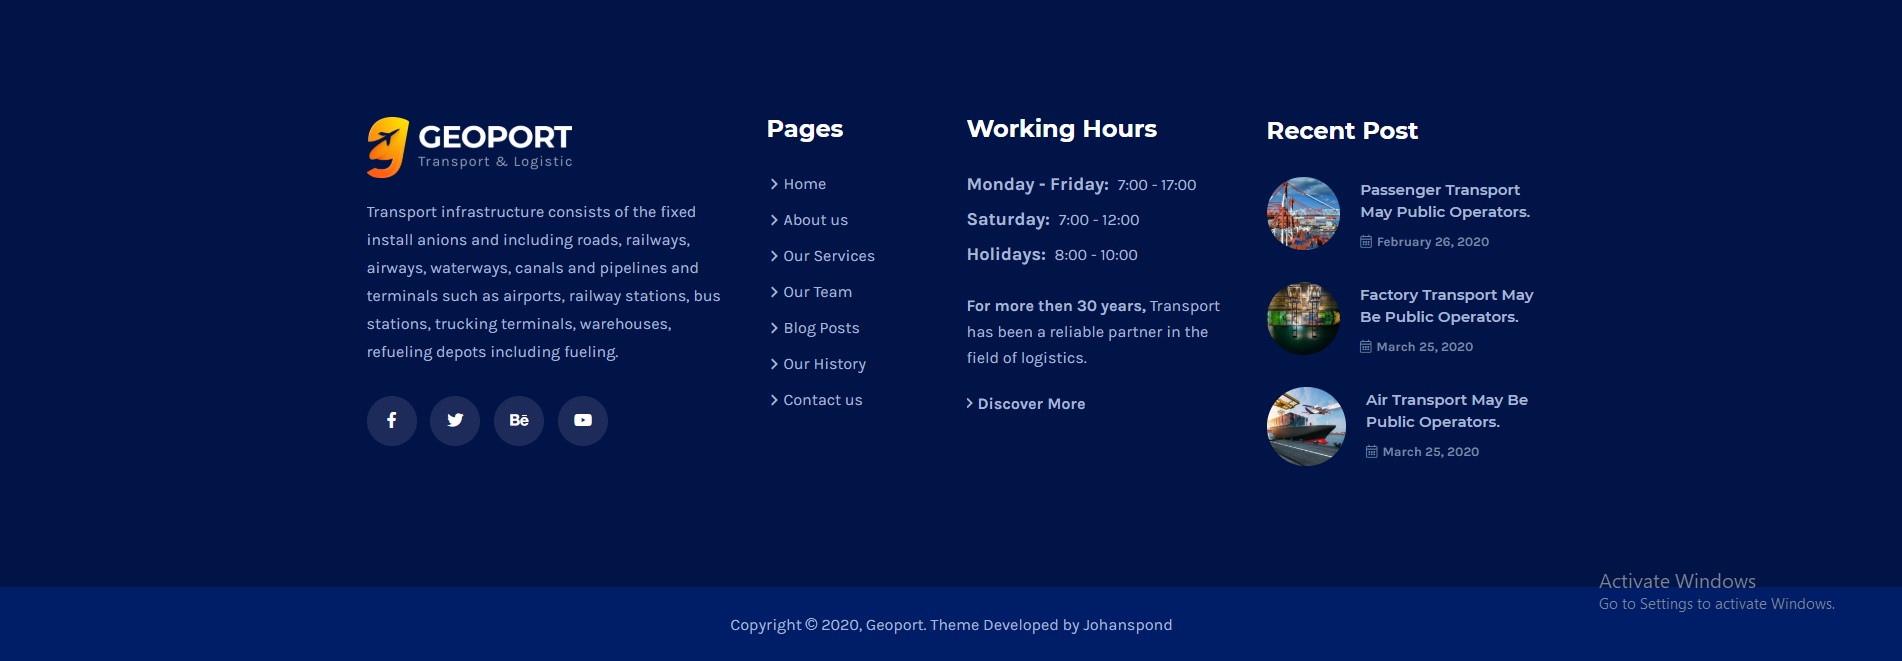 GEOPORT
Transport & Logistic
Transport infrastructure consists of the fixed
install anions and including roads, railways,
airways, waterways, canals and pipelines and
terminals such as airports, railway stations, bus
stations, trucking terminals, warehouses,
refueling depots including fueling.
Bē
Pages
Home
About us
Our Services
Our Team
Blog Posts
Our History
Contact us
Working Hours
Monday - Friday: 7:00 - 17:00
Saturday: 7:00 - 12:00
Holidays: 8:00 - 10:00
For more then 30 years, Transport
has been a reliable partner in the
field of logistics.
Discover More
Recent Post
Passenger Transport
May Public Operators.
February 26, 2020
Factory Transport May
Be Public Operators.
March 25, 2020
Air Transport May Be
Public Operators.
March 25, 2020
Activate Windows
Go to Settings to activate Windows.
Copyright © 2020, Geoport. Theme Developed by Johanspond